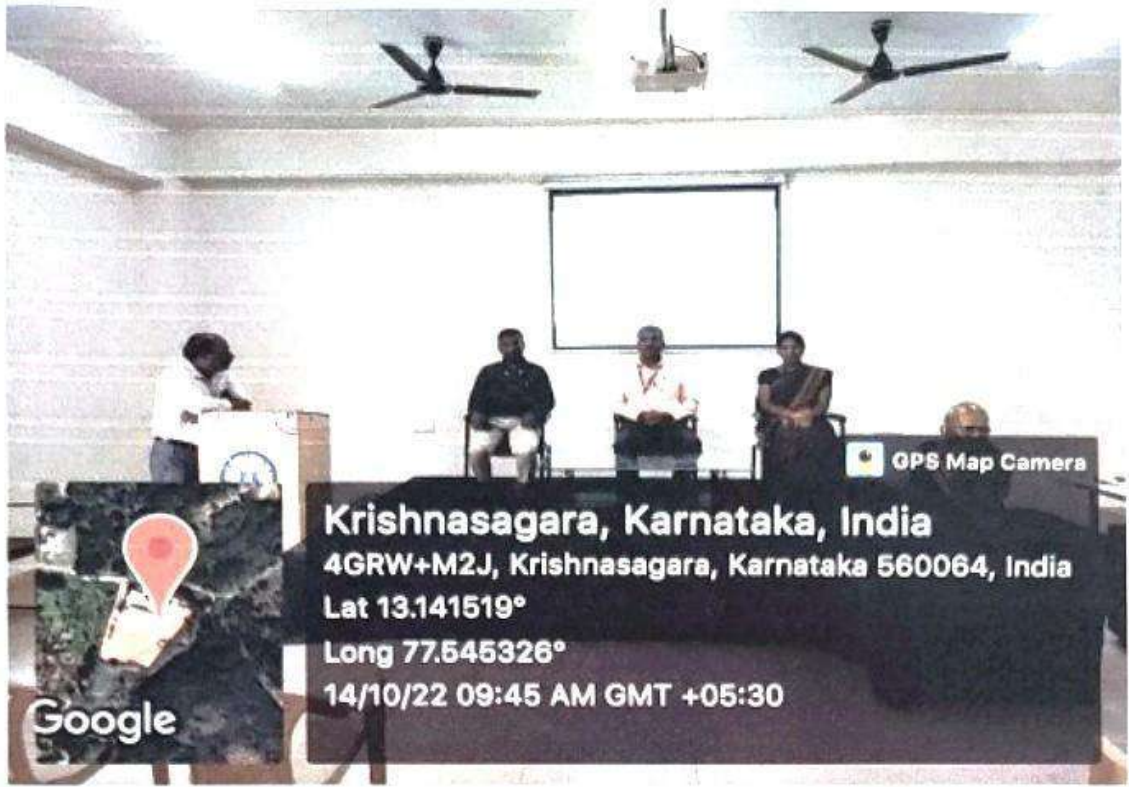 GPS Map Camera
Krishnasagara, Karnataka, India
4GRW+M2J, Krishnasagara, Karnataka 560064, India
Lat 13.141519°
Long 77.545326°
14/10/22 09:45 AM GMT +05:30
Google